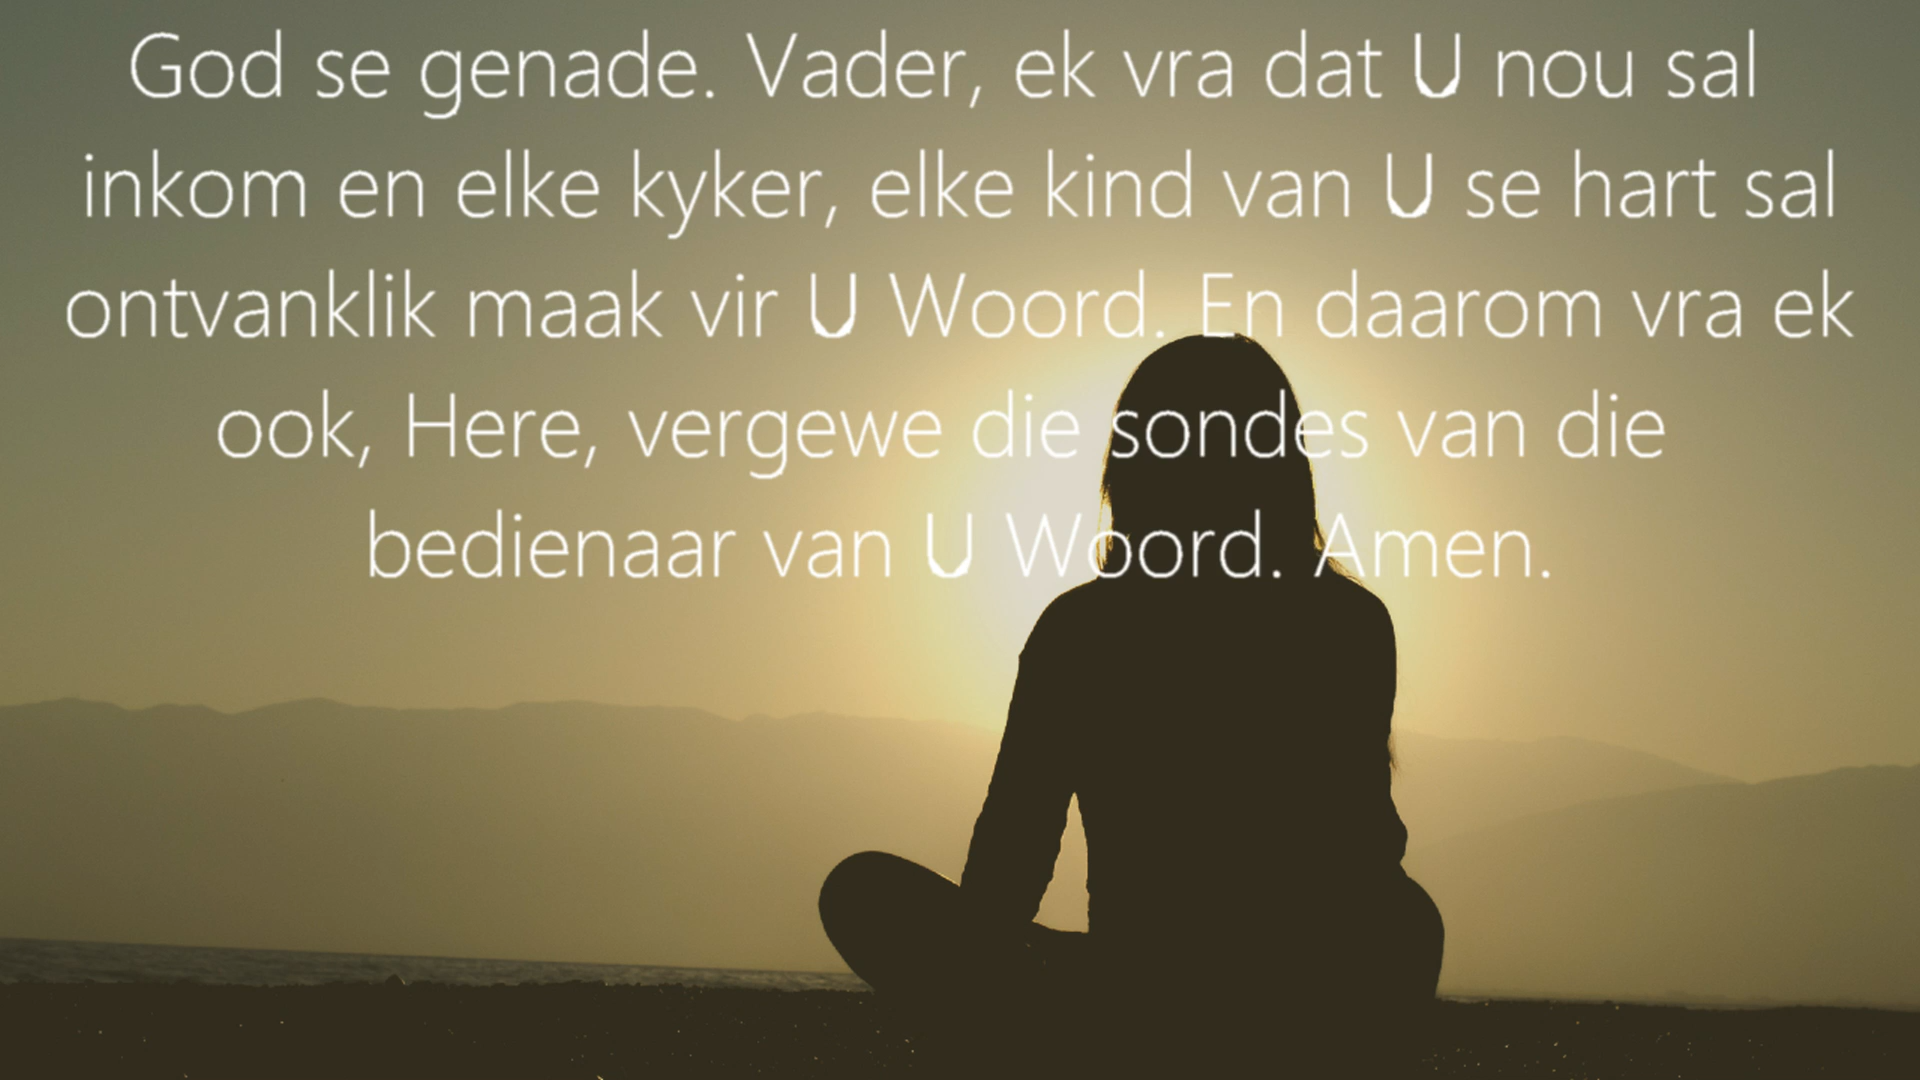 God se genade. Vader, ek vra dat U nou sal
inkom en elke kyker, elke kind van U se hart sal
ontvanklik maak vir U Woord. En daarom vra ek
ook, Here, vergewe die sondes van die
bedienaar van U Woord. Amen.